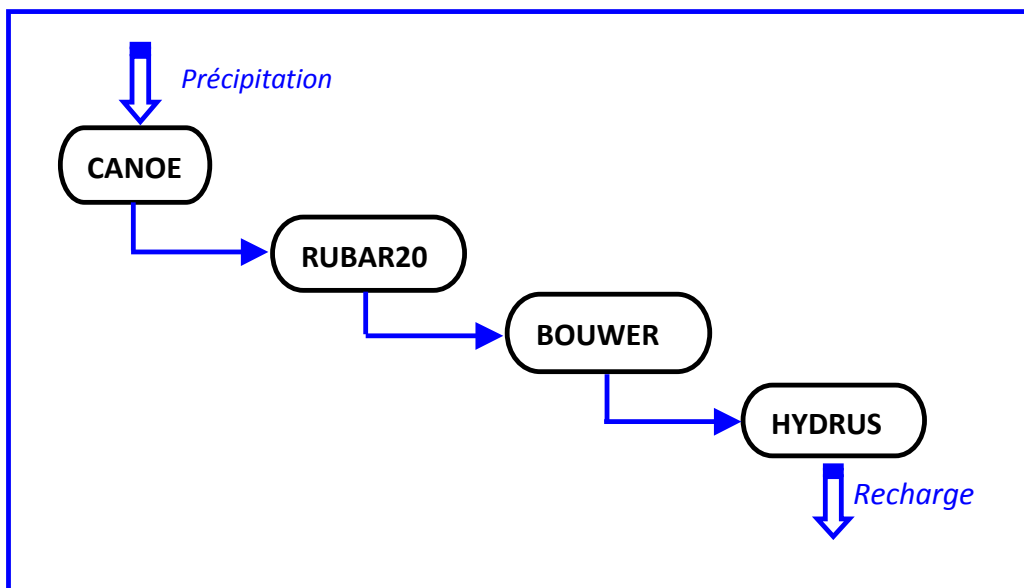 Précipitation
CANOE
RUBAR20
BOUWER
HYDRUS
Recharge